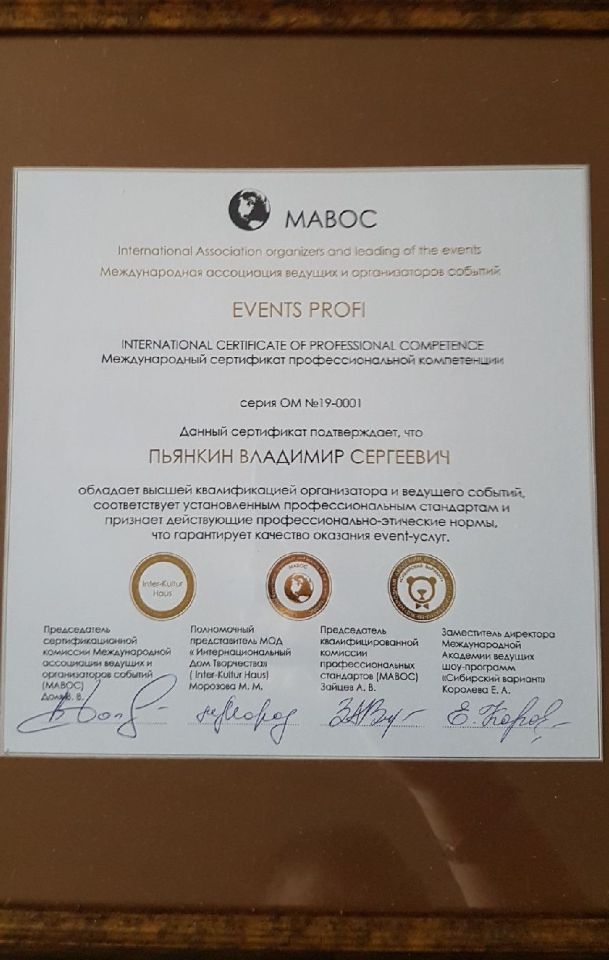 МАВОС
International Association organizers and leading of the events
Международная ассоциация ведущих и организаторов событий
EVENTS PROFI
INTERNATIONAL CERTIFICATE OF PROFESSIONAL COMPETENCE
Международный сертификат профессиональной компетенции
серия ОМ №19-0001
Данный сертификат подтверждает, что
ПЬЯНКИН ВЛАДИМИР СЕРГЕЕВИЧ
обладает высшей квалификацией организатора и ведущего событий,
соответствует установленным профессиональным стандартам и
признает действующие профессионально-этические нормы,
что гарантирует качество оказания event-услуг.
Inter-Kultur
Haus
МАВОС
Председатель
сертификационной
комиссии Международной
ассоциации ведущих и
организаторов событий
(МАВОС)
В. В.
Полномочный
представитель МОД
« Интернациональный
Дом Творчества»
( Inter-Kultur Haus)
Морозова М. М.
Председатель
квалифицированной
комиссии
профессиональных
стандартов (МАВОС)
Зайцев А. В.
Заместитель директора
Международной
Академии ведущих
шоу-программ
«Сибирский вариант»
Королева Е. А.